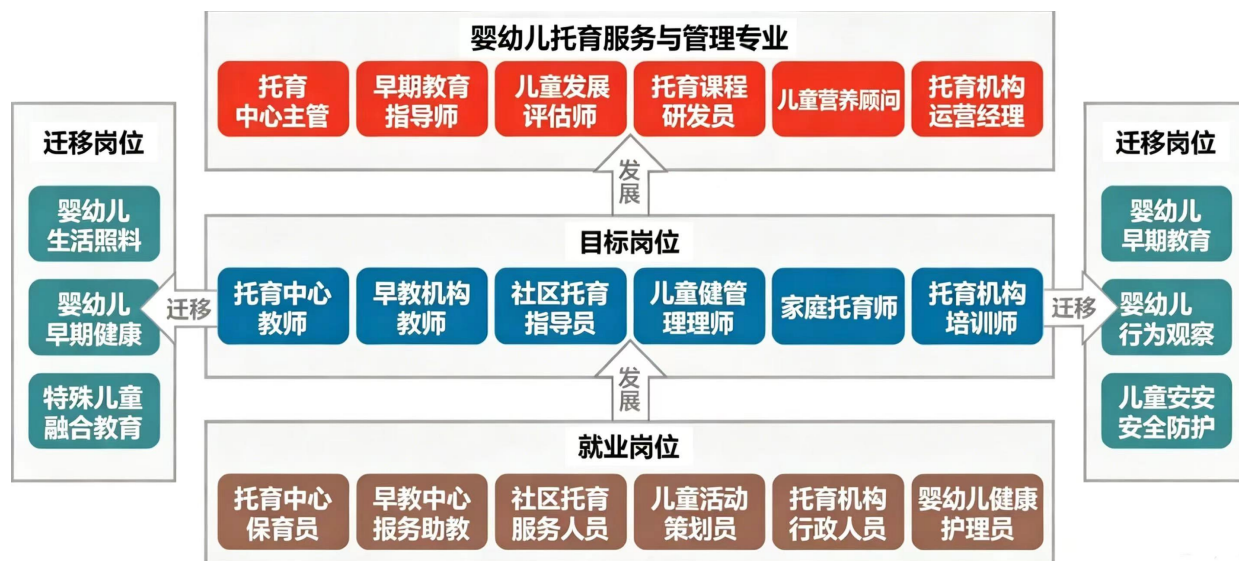 婴幼儿托育服务与管理专业
托育
中心主管
早期教育
指导师
儿童发展
评估师
托育课程
研发员
儿童营养顾问
托育机构
运营经理
发展
迁移岗位
婴幼儿
生活照料
婴幼儿
早期健康
特殊儿童
融合教育
迁移
目标岗位
托育中心
教师
早教机构
教师
社区托育
指导员
儿童健管
理理师
家庭托育师
托育机构
培训师
迁移
迁移岗位
婴幼儿
早期教育
婴幼儿
行为观察
儿童安安
安全防护
发展
就业岗位
托育中心
保育员
早教中心
报务助教
社区托育
服务人员
儿童活动
策划员
托育机构
行政人员
婴幼儿健康
护理员